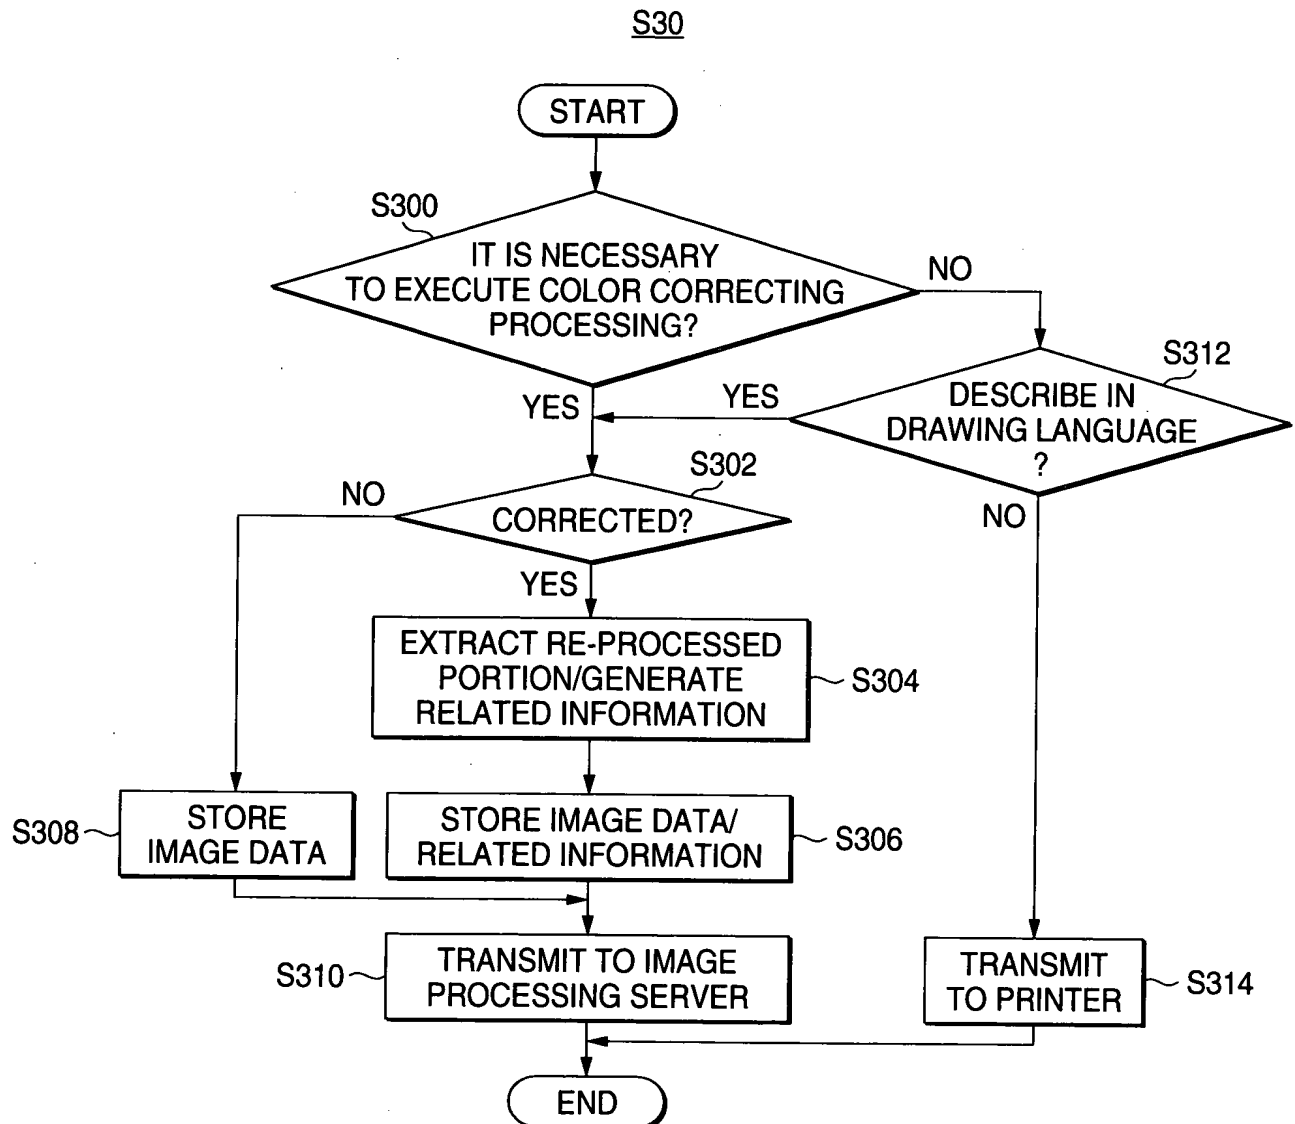 S30
START
S300
IT IS NECESSARY
TO EXECUTE COLOR CORRECTING
PROCESSING?
NO
S312
DESCRIBE IN
DRAWING LANGUAGE
?
YES
YES
NO
S302
CORRECTED?
NO
YES
EXTRACT RE-PROCESSED
PORTION/GENERATE
RELATED INFORMATION
S304
S308
STORE
IMAGE DATA
STORE IMAGE DATA/
RELATED INFORMATION
S306
S310
TRANSMIT TO IMAGE
PROCESSING SERVER
TRANSMIT
TO PRINTER
S314
END